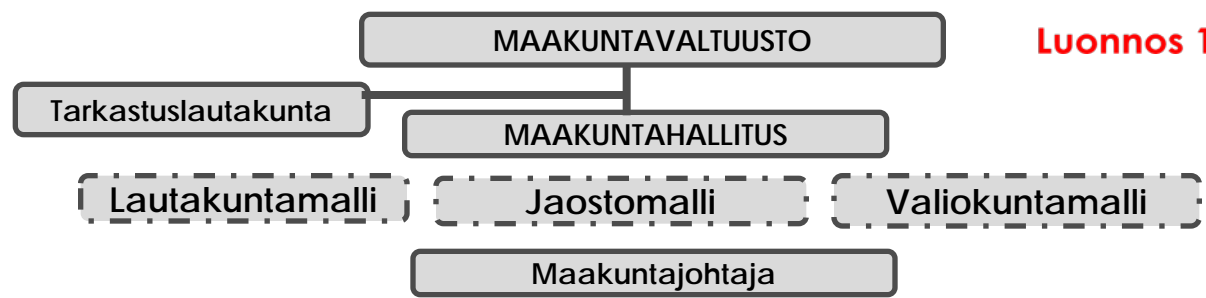 MAAKUNTAVALTUUSTO
Luonnos 1
Tarkastuslautakunta
MAAKUNTAHALLITUS
Lautakuntamalli
Jaostomalli
Valiokuntamalli
Maakuntajohtaja